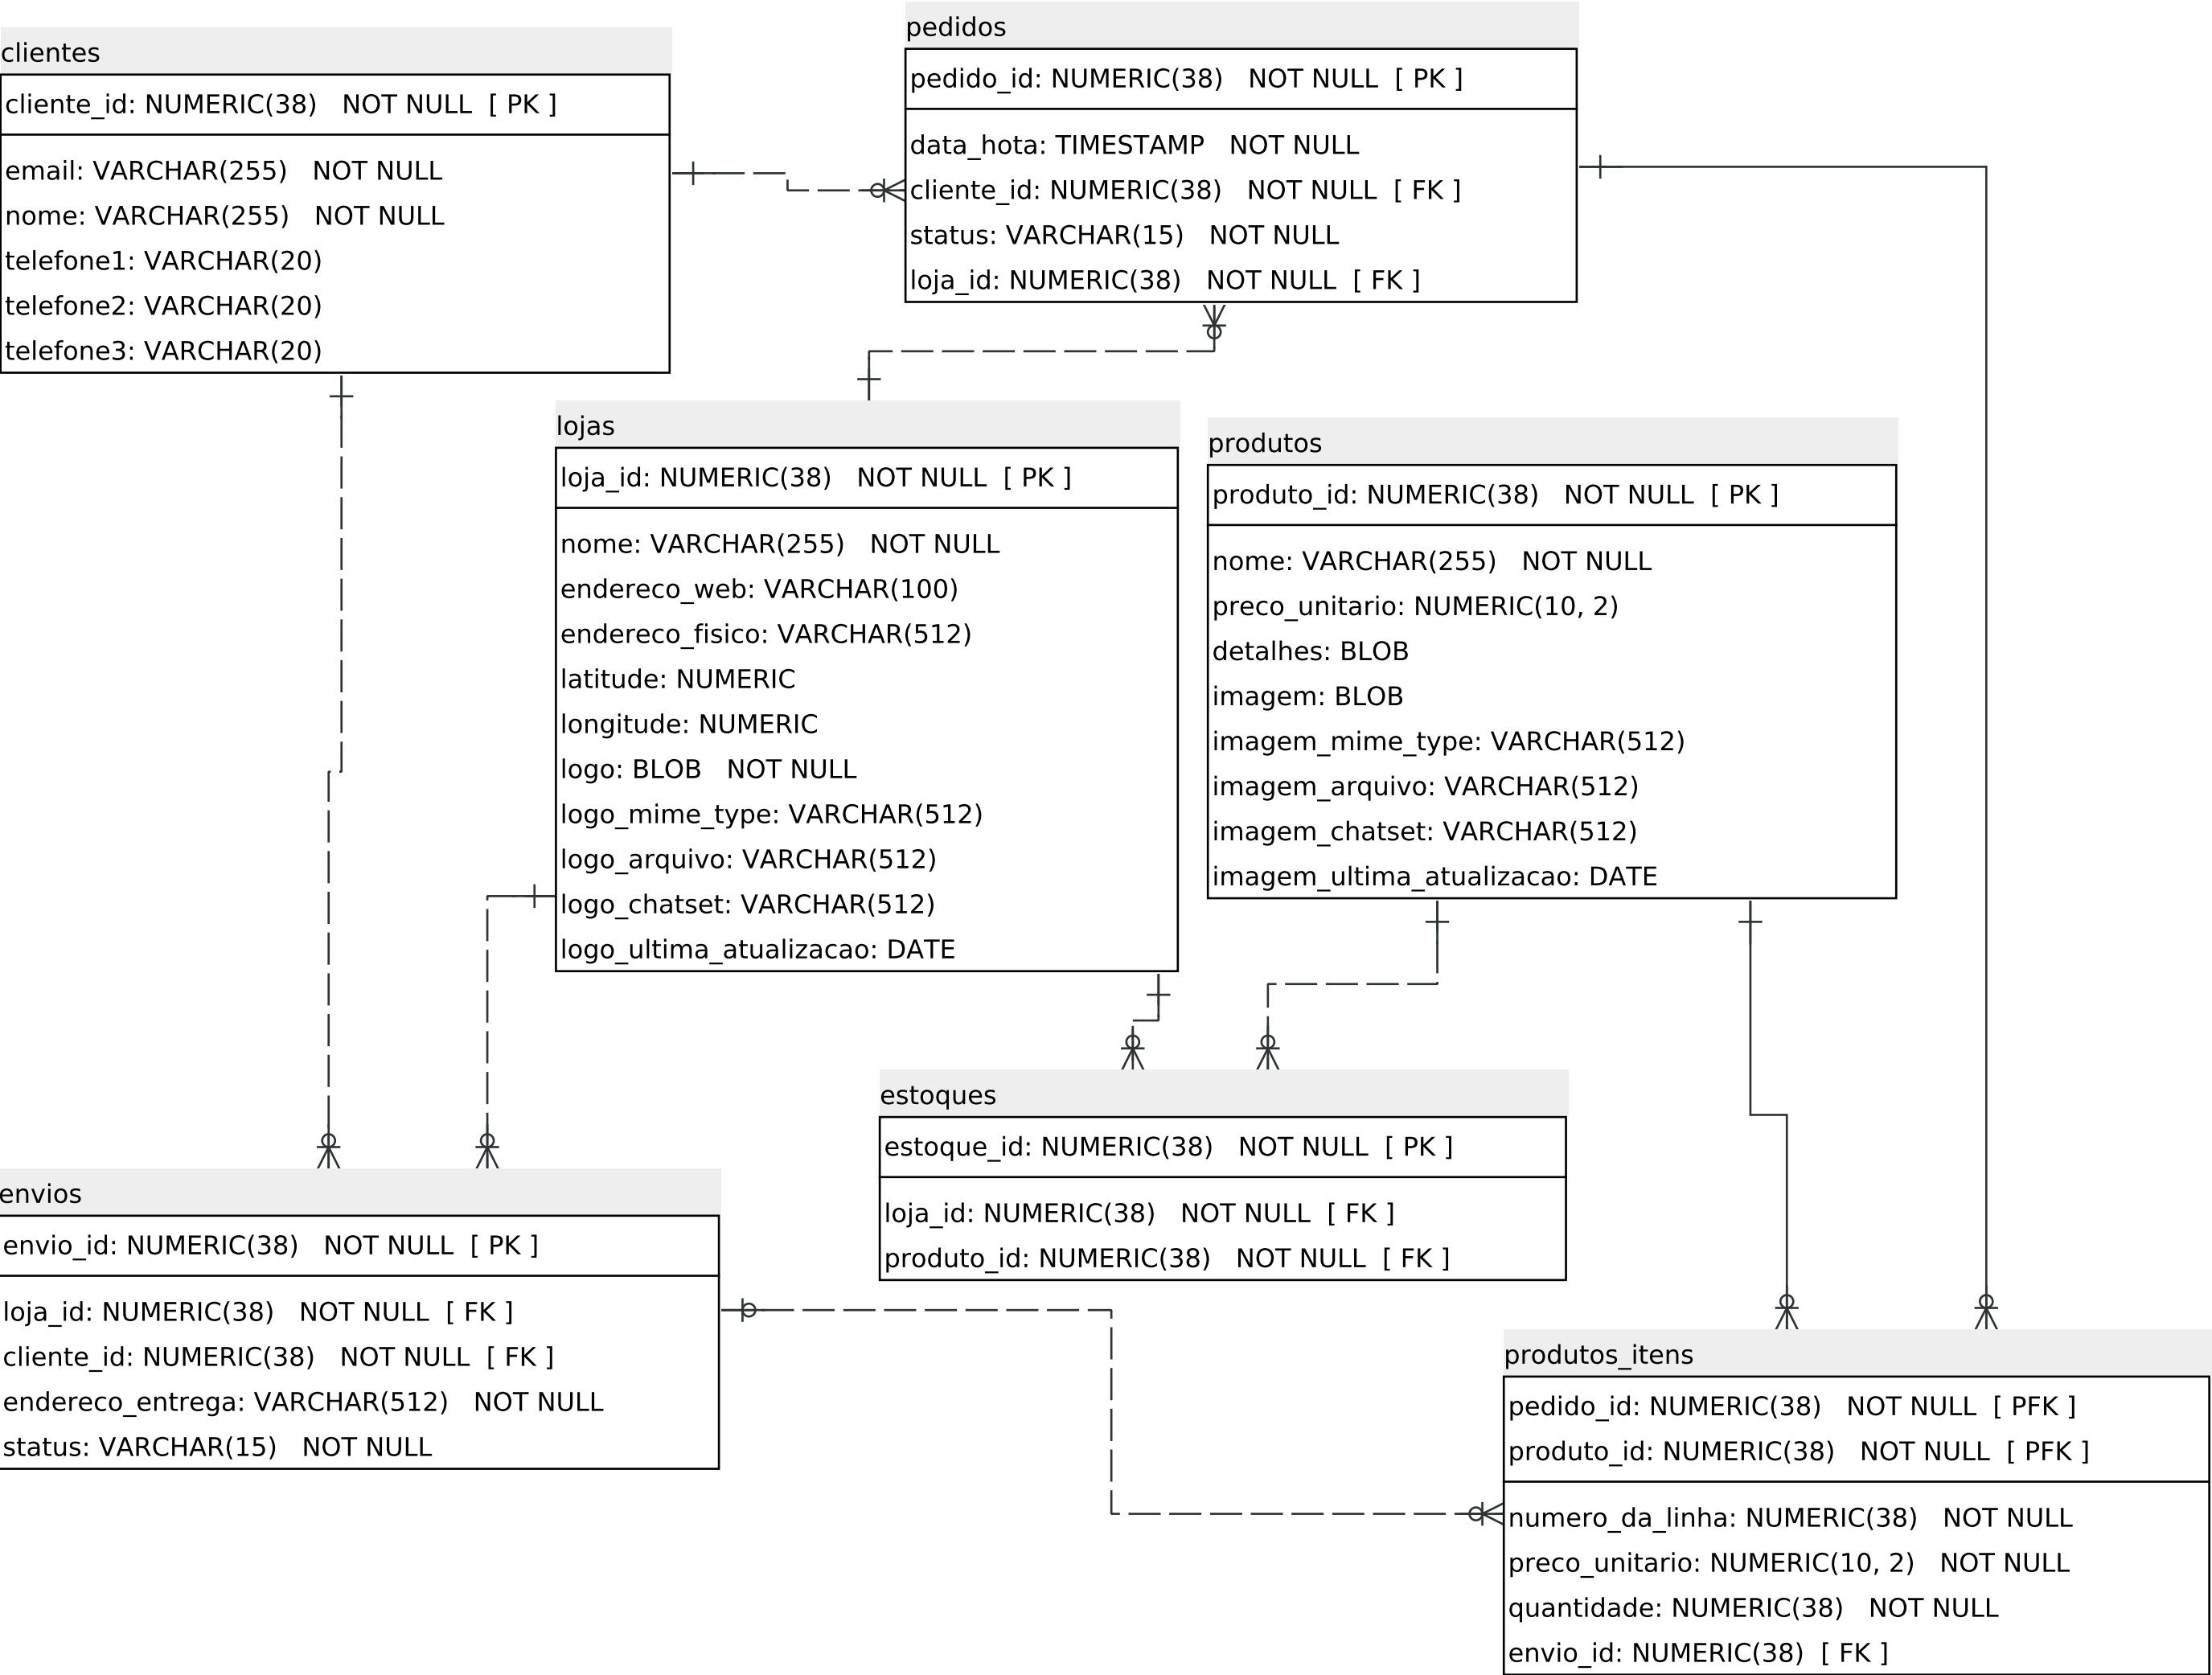 clientes
cliente_id: NUMERIC(38) NOT NULL [ PK ]
email: VARCHAR(255) NOT NULL
nome: VARCHAR(255) NOT NULL
telefone1: VARCHAR(20)
telefone2: VARCHAR(20)
telefone3: VARCHAR(20)
pedidos
pedido_id: NUMERIC(38) NOT NULL [ PK ]
data_hota: TIMESTAMP NOT NULL
cliente_id: NUMERIC(38) NOT NULL [ FK ]
status: VARCHAR(15) NOT NULL
loja_id: NUMERIC(38) NOT NULL [ FK ]
lojas
loja_id: NUMERIC(38) NOT NULL [ PK ]
nome: VARCHAR(255) NOT NULL
endereco_web: VARCHAR(100)
endereco_fisico: VARCHAR(512)
latitude: NUMERIC
longitude: NUMERIC
logo: BLOB NOT NULL
logo_mime_type: VARCHAR(512)
logo_arquivo: VARCHAR(512)
logo_chatset: VARCHAR(512)
logo_ultima_atualizacao: DATE
produtos
produto_id: NUMERIC(38) NOT NULL [ PK ]
nome: VARCHAR(255) NOT NULL
preco_unitario: NUMERIC(10, 2)
detalhes: BLOB
imagem: BLOB
imagem_mime_type: VARCHAR(512)
imagem_arquivo: VARCHAR(512)
imagem_chatset: VARCHAR(512)
imagem_ultima_atualizacao: DATE
estoques
estoque_id: NUMERIC(38) NOT NULL [ PK ]
loja_id: NUMERIC(38) NOT NULL [ FK ]
produto_id: NUMERIC(38) NOT NULL [ FK ]
envios
envio_id: NUMERIC(38) NOT NULL [ PK ]
loja_id: NUMERIC(38) NOT NULL [ FK ]
cliente_id: NUMERIC(38) NOT NULL [ FK ]
endereco_entrega: VARCHAR(512) NOT NULL
status: VARCHAR(15) NOT NULL
produtos_itens
pedido_id: NUMERIC(38) NOT NULL [ PFK ]
produto_id: NUMERIC(38) NOT NULL [ PFK ]
numero_da_linha: NUMERIC(38) NOT NULL
preco_unitario: NUMERIC(10, 2) NOT NULL
quantidade: NUMERIC(38) NOT NULL
envio_id: NUMERIC(38) [ FK ]